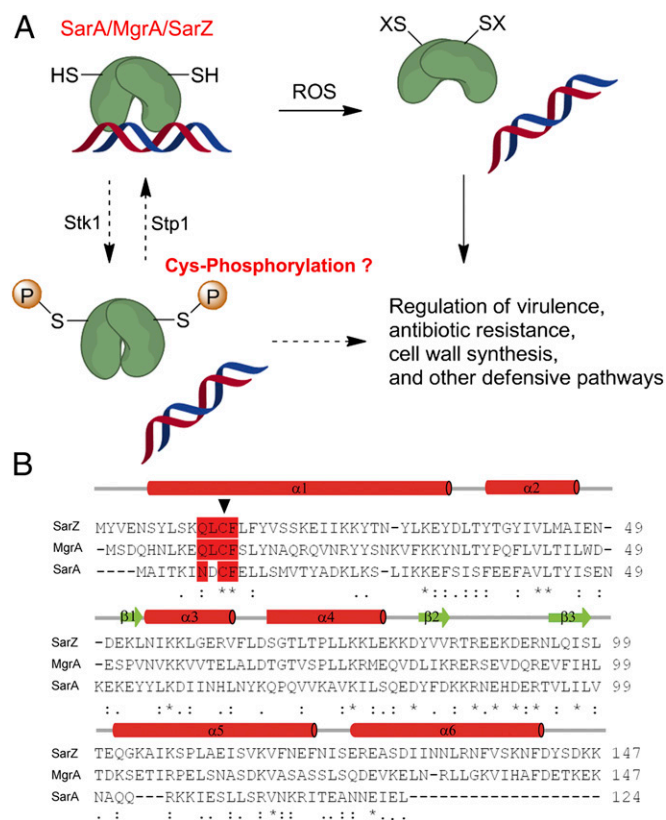 A
SarA/MgrA/SarZ
HS
SH
ROS
XS
SX
Stk1
Stp1
Cys-Phosphorylation ?
P
S
S
P
Regulation of virulence,
antibiotic resistance,
cell wall synthesis,
and other defensive pathways
B
α1
α2
SarZ MYVENSYLSKQLCFLFYVSSKEIIKKYTN-YLKEYDLTYTGYIVLMAIEN- 49
MgrA -MSDQHNLKEQLCFSLYNAQRQVNRYYSNKVFKKYNLTYPQFLVLTILWD- 49
SarA ----MAITKINDCFELLSMVTYADKLKS-LIKKEFSISFEEFAVLTYISEN 49
: .:* ** : . : :*::::::: : ** :
β1
α3
α4
β2
β3
SarZ -DEKLNIKKLGERVFLDSGTLTPLLKKLEKKDYVVRTREEKDERNLQISL 99
MgrA -ESPVNVKKVVTELALDTGTVSPLLKRMEQVDLIKRERSEVDQREVFIHL 99
SarA KEKEYYLKDIINHLNYKQPQVVKAVKILSQEDYFDKKRNEHDERTVLILV 99
α5
α6
SarZ TEQGKAIKSPLAEISVKVFNEFNISEREASDIINNLRNFVSKNFDYSDKK 147
MgrA TDKSETIRPELSNASDKVASASSLSQDEVKELN-RLLGKVIHAFDETKEK 147
SarA NAQQ---RKKIESLLSRVNKRITEANNEIEL------------------- 124